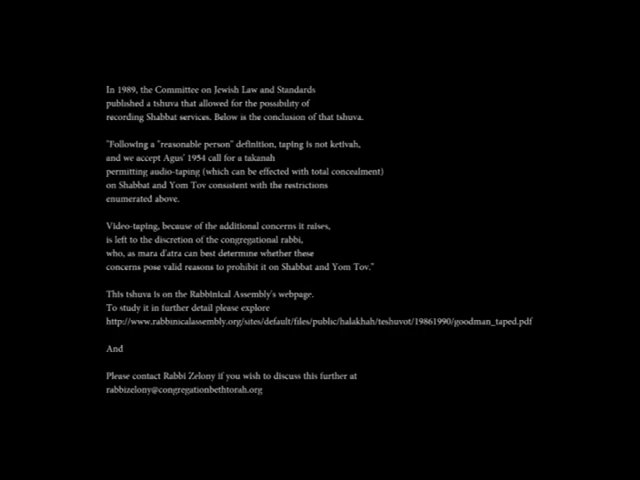 In 1989, the Committee on Jewish Law and Standards
published a tshuva that allowed for the possibility of
recording Shabbat services. Below is the conclusion of that tshuva.
"Following a "reasonable person" definition, taping is not ketivah,
and we accept Agus' 1954 call for a takanah
permitting audio-taping (which can be effected with total concealment)
on Shabbat and Yom Tov consistent with the restrictions
enumerated above.
Video-taping, because of the additional concerns it raises,
is left to the discretion of the congregational rabbi,
who, as mara d'atra can best determine whether these
concerns pose valid reasons to prohibit it on Shabbat and Yom Tov."
This tshuva is on the Rabbinical Assembly's webpage.
To study it in further detail please explore
http://www.rabbinicalassembly.org/sites/default/files/public/halakhah/teshuvot/19861990/goodman_taped.pdf
And
Please contact Rabbi Zelony if you wish to discuss this further at
rabbizelony@congregationbethtorah.org